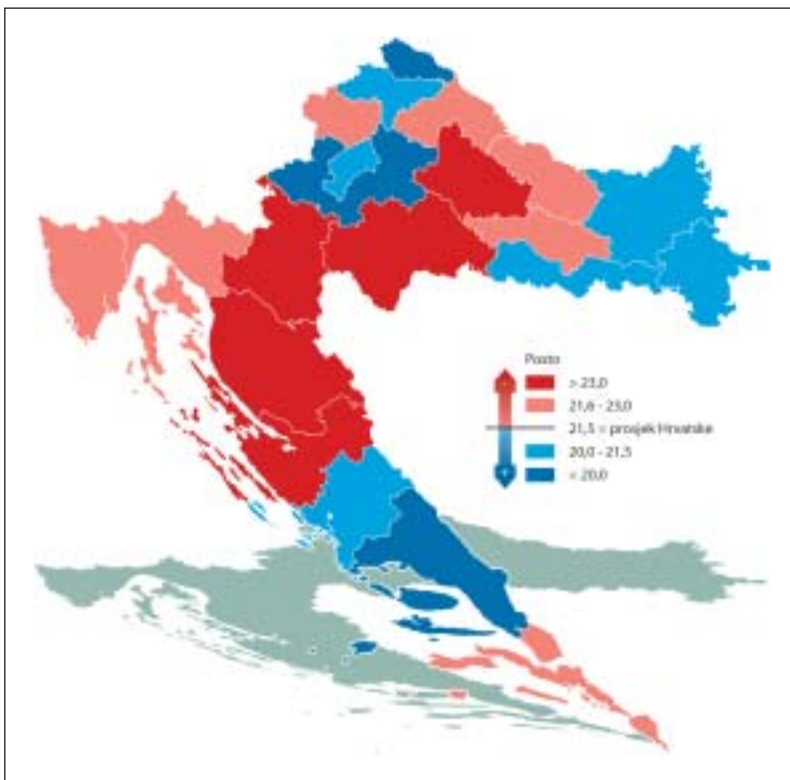 Posto
> 23,0
21,6 - 23,0
21,5 = prosjek Hrvatske
20,0 - 21,5
< 20,0